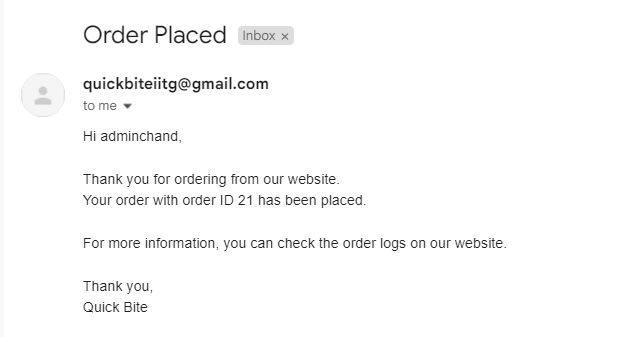 Order Placed Inbox ×
quickbiteiitg@gmail.com
to me
Hi adminchand,
Thank you for ordering from our website.
Your order with order ID 21 has been placed.
For more information, you can check the order logs on our website.
Thank you,
Quick Bite